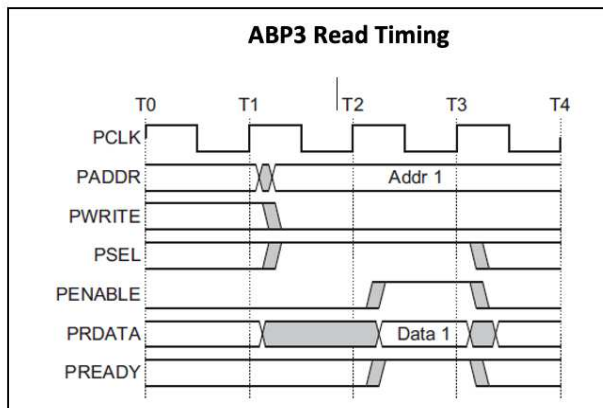 ABP3 Read Timing
T0 T1 T2 T3 T4
PCLK
PADDR Addr 1
PWRITE
PSEL
PENABLE
PRDATA Data 1
PREADY